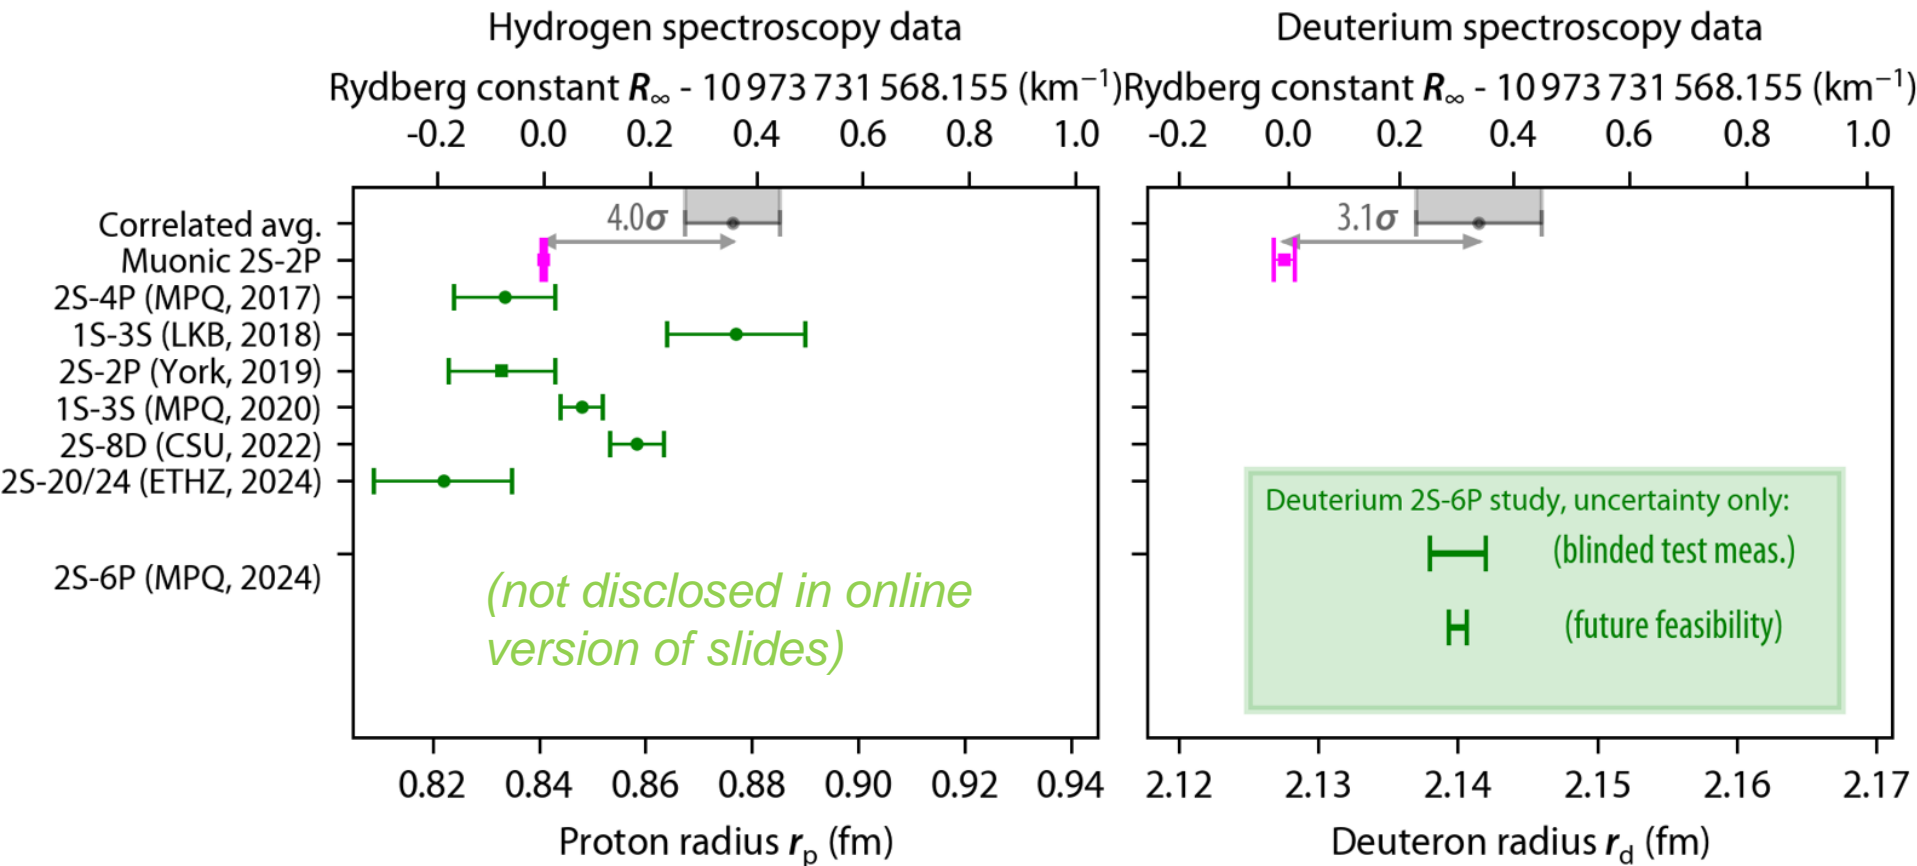 Hydrogen spectroscopy data
Rydberg constant R∞ - 10 973 731 568.155 (km⁻¹)
-0.2 0.0 0.2 0.4 0.6 0.8 1.0
Deuterium spectroscopy data
Rydberg constant R∞ - 10 973 731 568.155 (km⁻¹)
-0.2 0.0 0.2 0.4 0.6 0.8 1.0
Correlated avg.
Muonic 2S-2P
2S-4P (MPQ, 2017)
1S-3S (LKB, 2018)
2S-2P (York, 2019)
1S-3S (MPQ, 2020)
2S-8D (CSU, 2022)
2S-20/24 (ETHZ, 2024)
2S-6P (MPQ, 2024)
4.0σ
(not disclosed in online
version of slides)
0.82 0.84 0.86 0.88 0.90 0.92 0.94
Proton radius rₚ (fm)
3.1σ
Deuterium 2S-6P study, uncertainty only:
(blinded test meas.)
(future feasibility)
2.12 2.13 2.14 2.15 2.16 2.17
Deuteron radius r_d (fm)